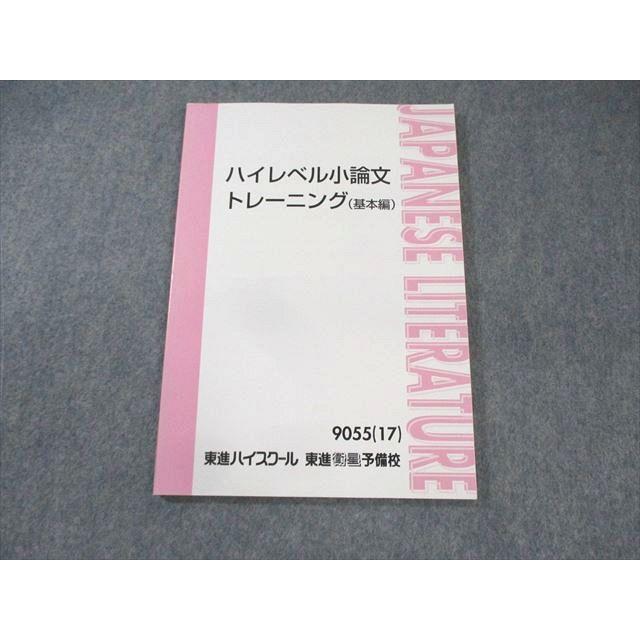 ハイレベル小論文
トレーニング(基本編)
JAPANESE LITERATURE
9055(17)
東進ハイスクール 東進衛星予備校